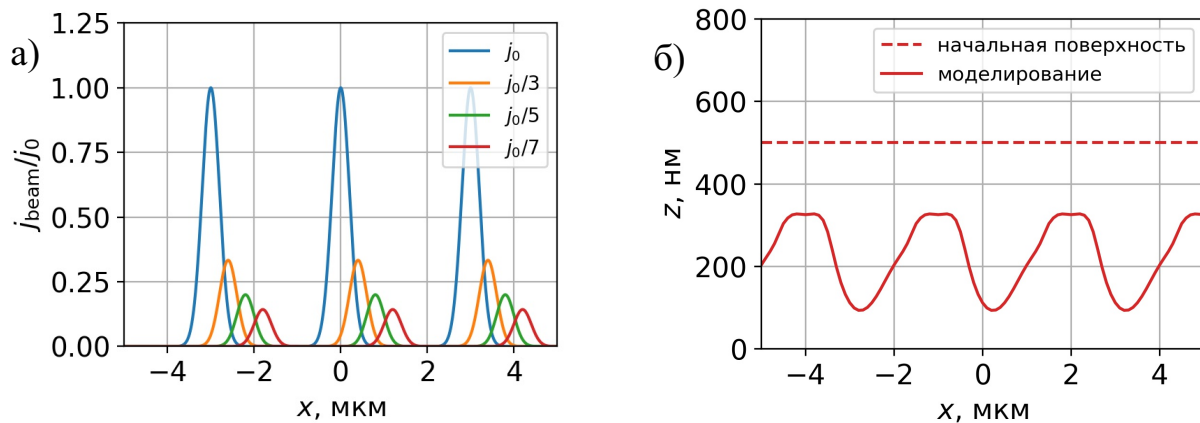 а)
1.25
1.00
0.75
0.50
0.25
0.00
j_beam/j_0
−4
−2
0
2
4
x, мкм
j_0
j_0/3
j_0/5
j_0/7
б)
800
600
400
200
0
z, нм
−4
−2
0
2
4
x, мкм
начальная поверхность
моделирование